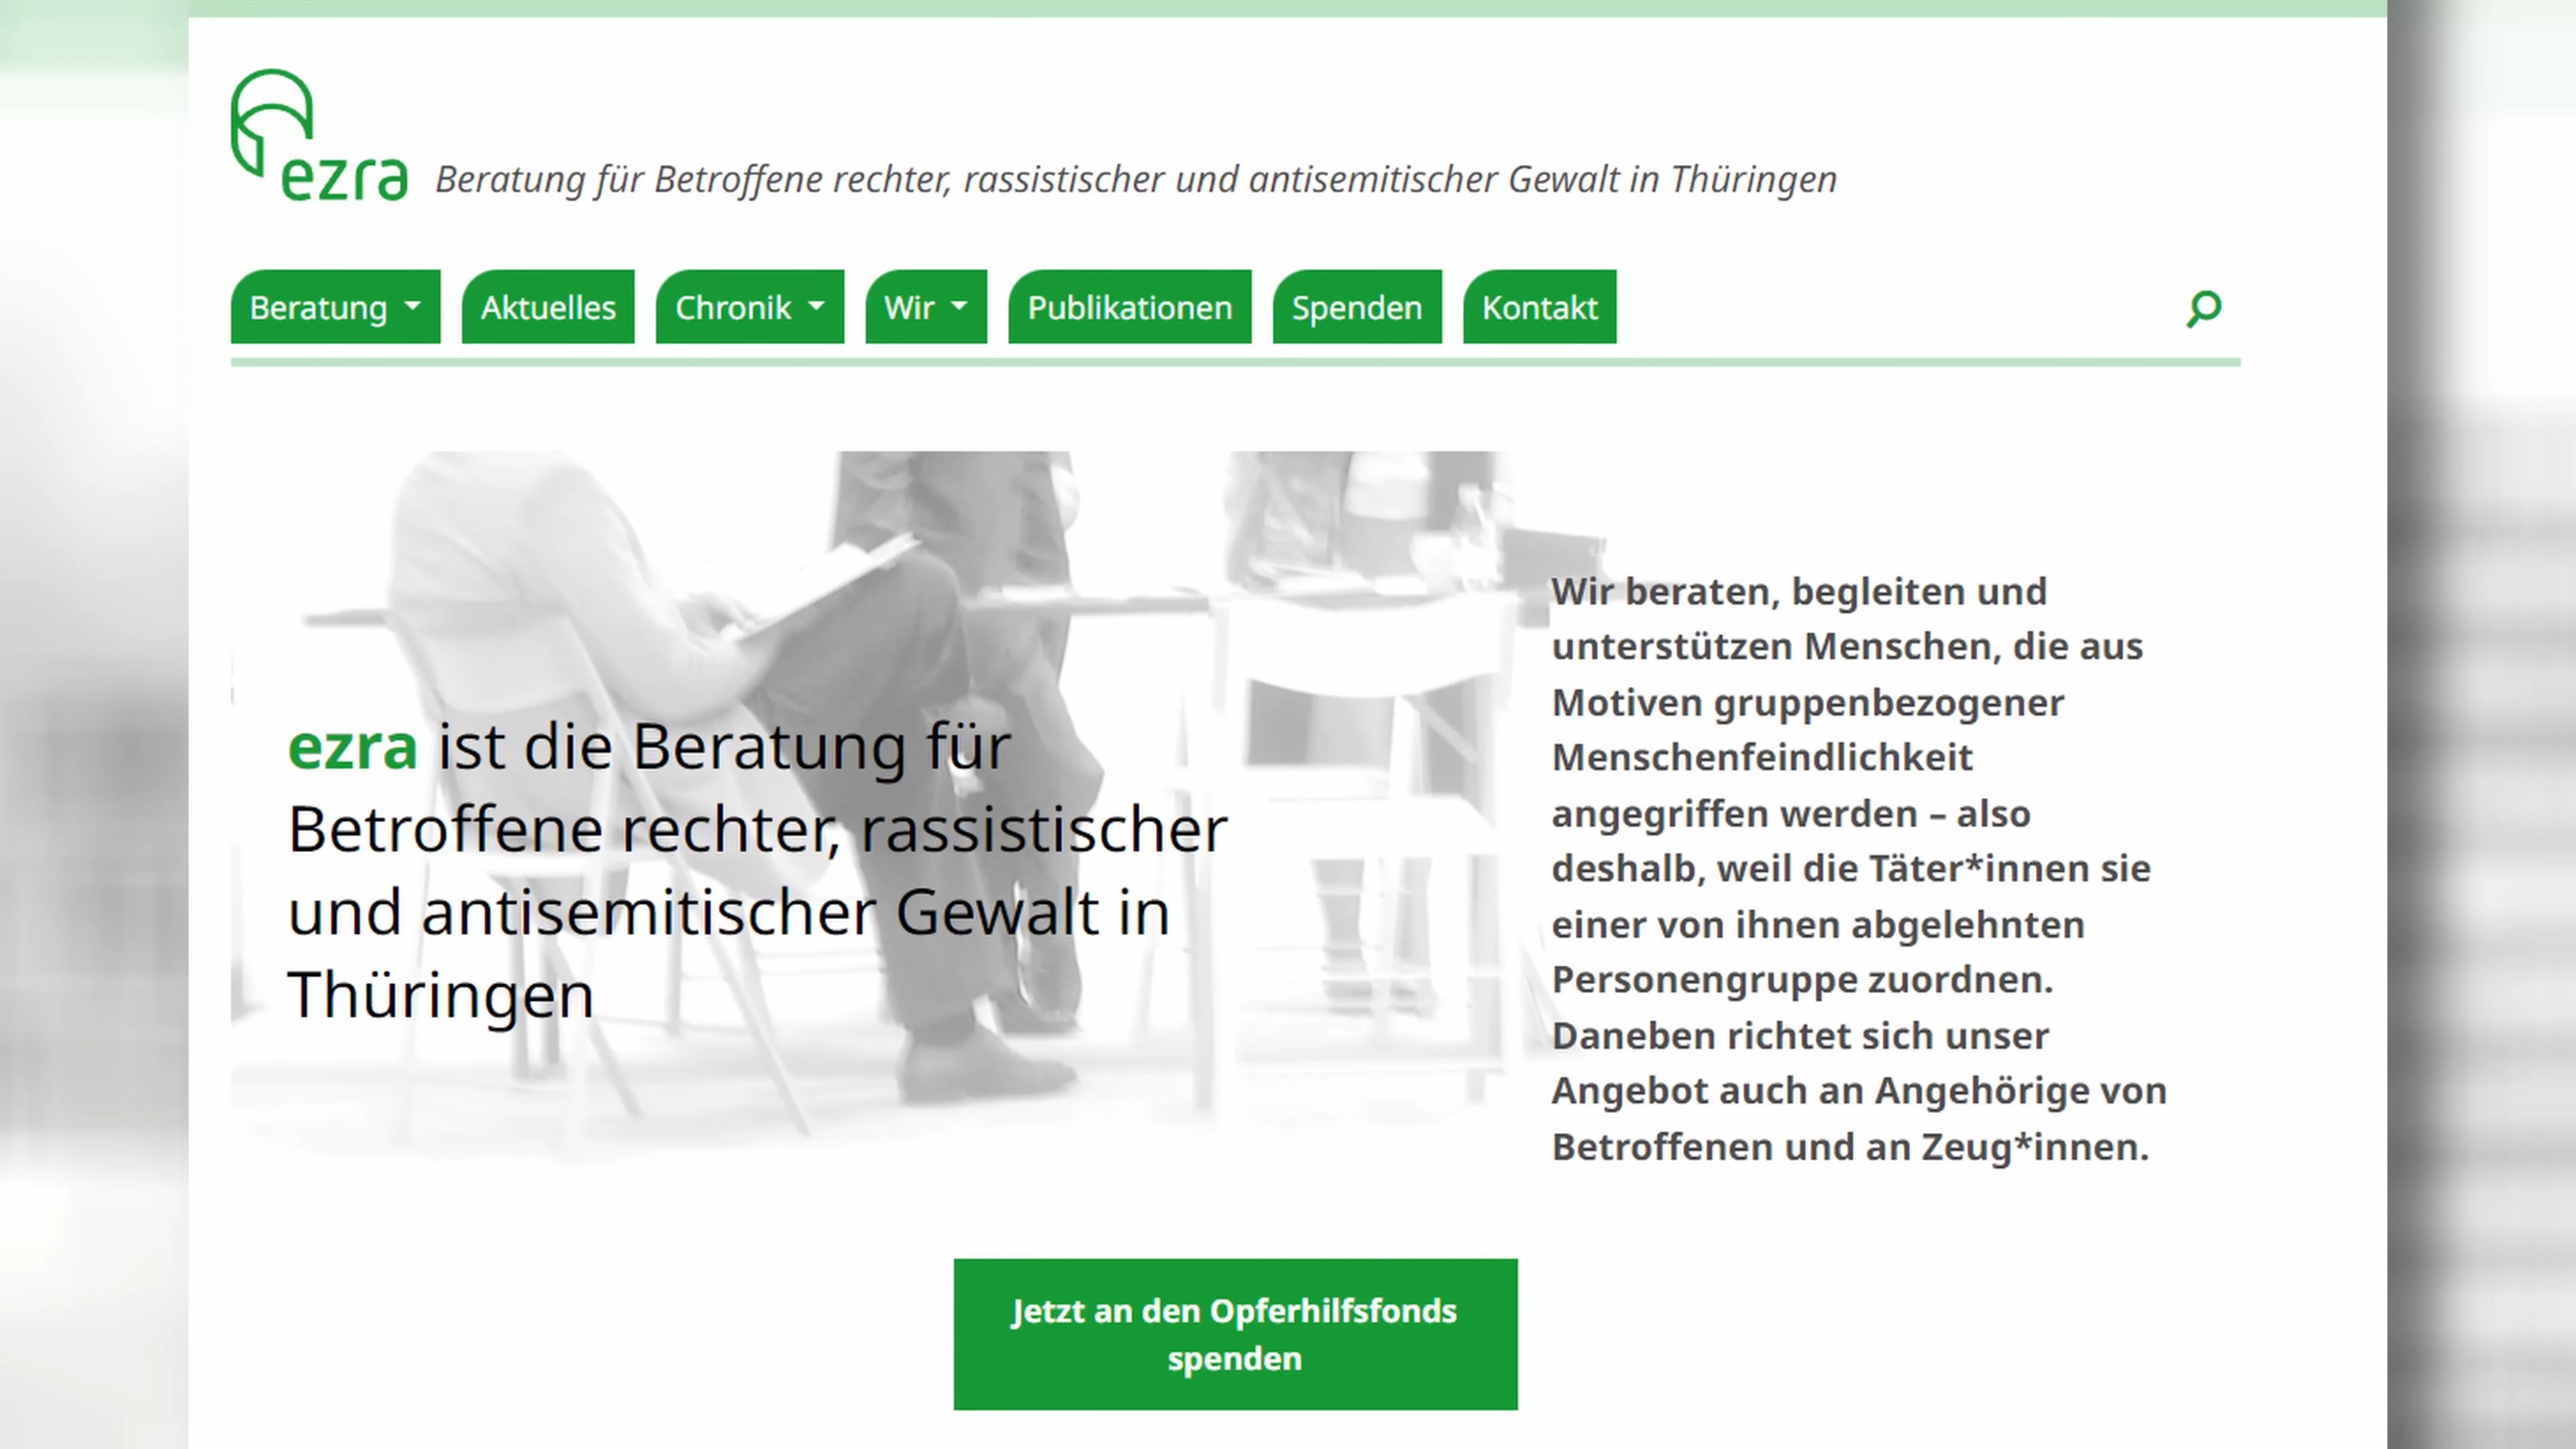 ezra Beratung für Betroffene rechter, rassistischer und antisemitischer Gewalt in Thüringen
Beratung Aktuelles Chronik Wir Publikationen Spenden Kontakt
ezra ist die Beratung für
Betroffene rechter, rassistischer
und antisemitischer Gewalt in
Thüringen
Wir beraten, begleiten und
unterstützen Menschen, die aus
Motiven gruppenbezogener
Menschenfeindlichkeit
angegriffen werden – also
deshalb, weil die Täter*innen sie
einer von ihnen abgelehnten
Personengruppe zuordnen.
Daneben richtet sich unser
Angebot auch an Angehörige von
Betroffenen und an Zeug*innen.
Jetzt an den Opferhilfsfonds
spenden